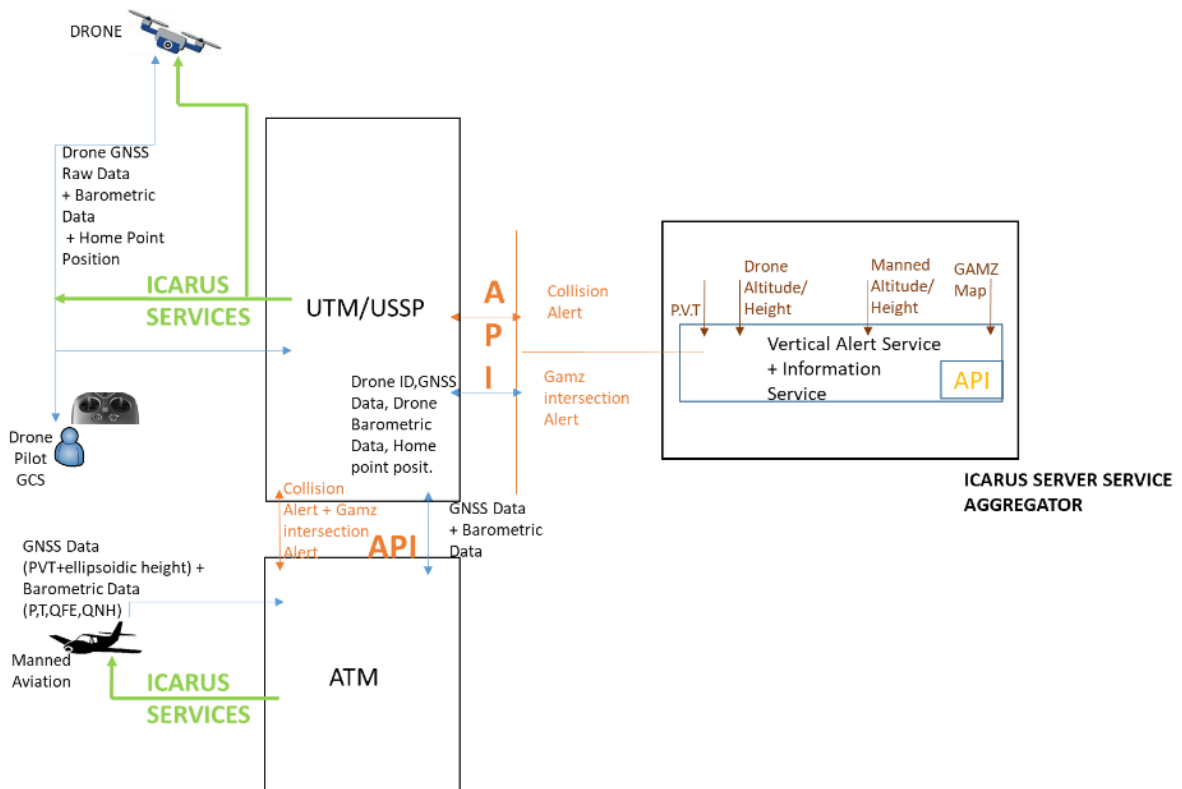 DRONE
Drone GNSS
Raw Data
+ Barometric
Data
+ Home Point
Position
ICARUS
SERVICES
UTM/USSP
A
P
I
Collision
Alert
Gamz
intersection
Alert
Drone ID,GNSS
Data, Drone
Barometric
Data, Home
point posit.
P.V.T
Drone
Altitude/
Height
Manned
Altitude/
Height
GAMZ
Map
Vertical Alert Service
+ Information
Service
API
ICARUS SERVER SERVICE
AGGREGATOR
Drone
Pilot
GCS
Collision
Alert + Gamz
intersection
Alert
API
GNSS Data
+ Barometric
Data
GNSS Data
(PVT+ellipsoidic height) +
Barometric Data
(P,T,QFE,QNH)
Manned
Aviation
ICARUS
SERVICES
ATM